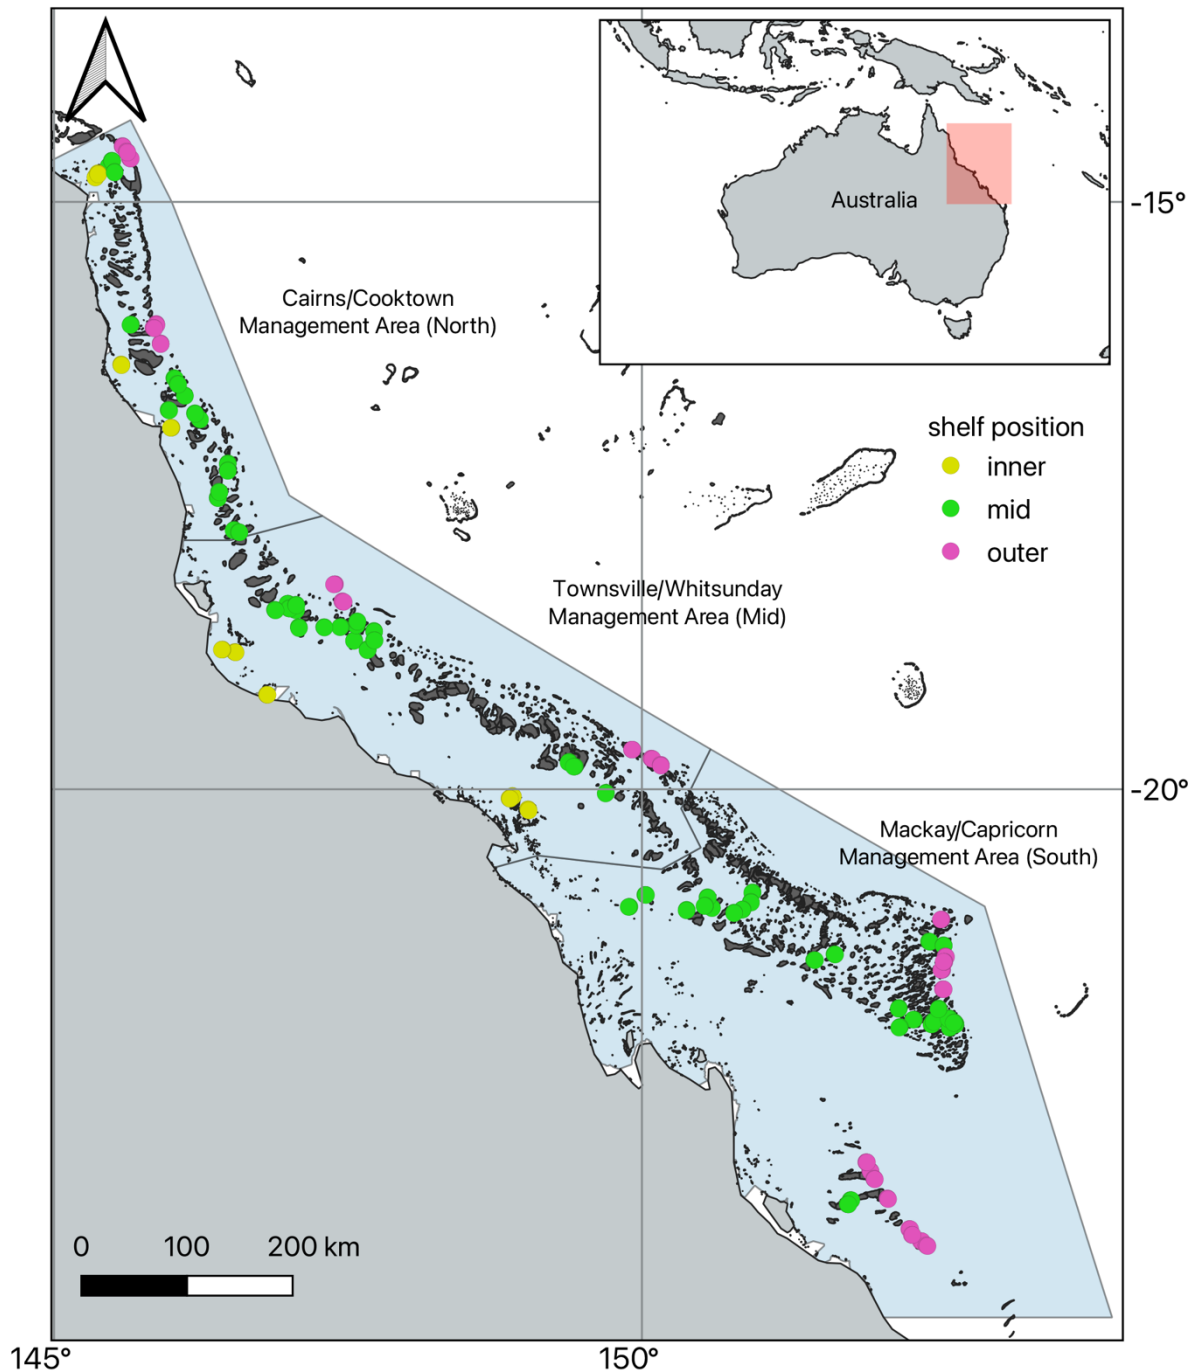 Australia
-15°
Cairns/Cooktown
Management Area (North)
shelf position
inner
mid
outer
Townsville/Whitsunday
Management Area (Mid)
-20°
Mackay/Capricorn
Management Area (South)
0 100 200 km
145° 150°